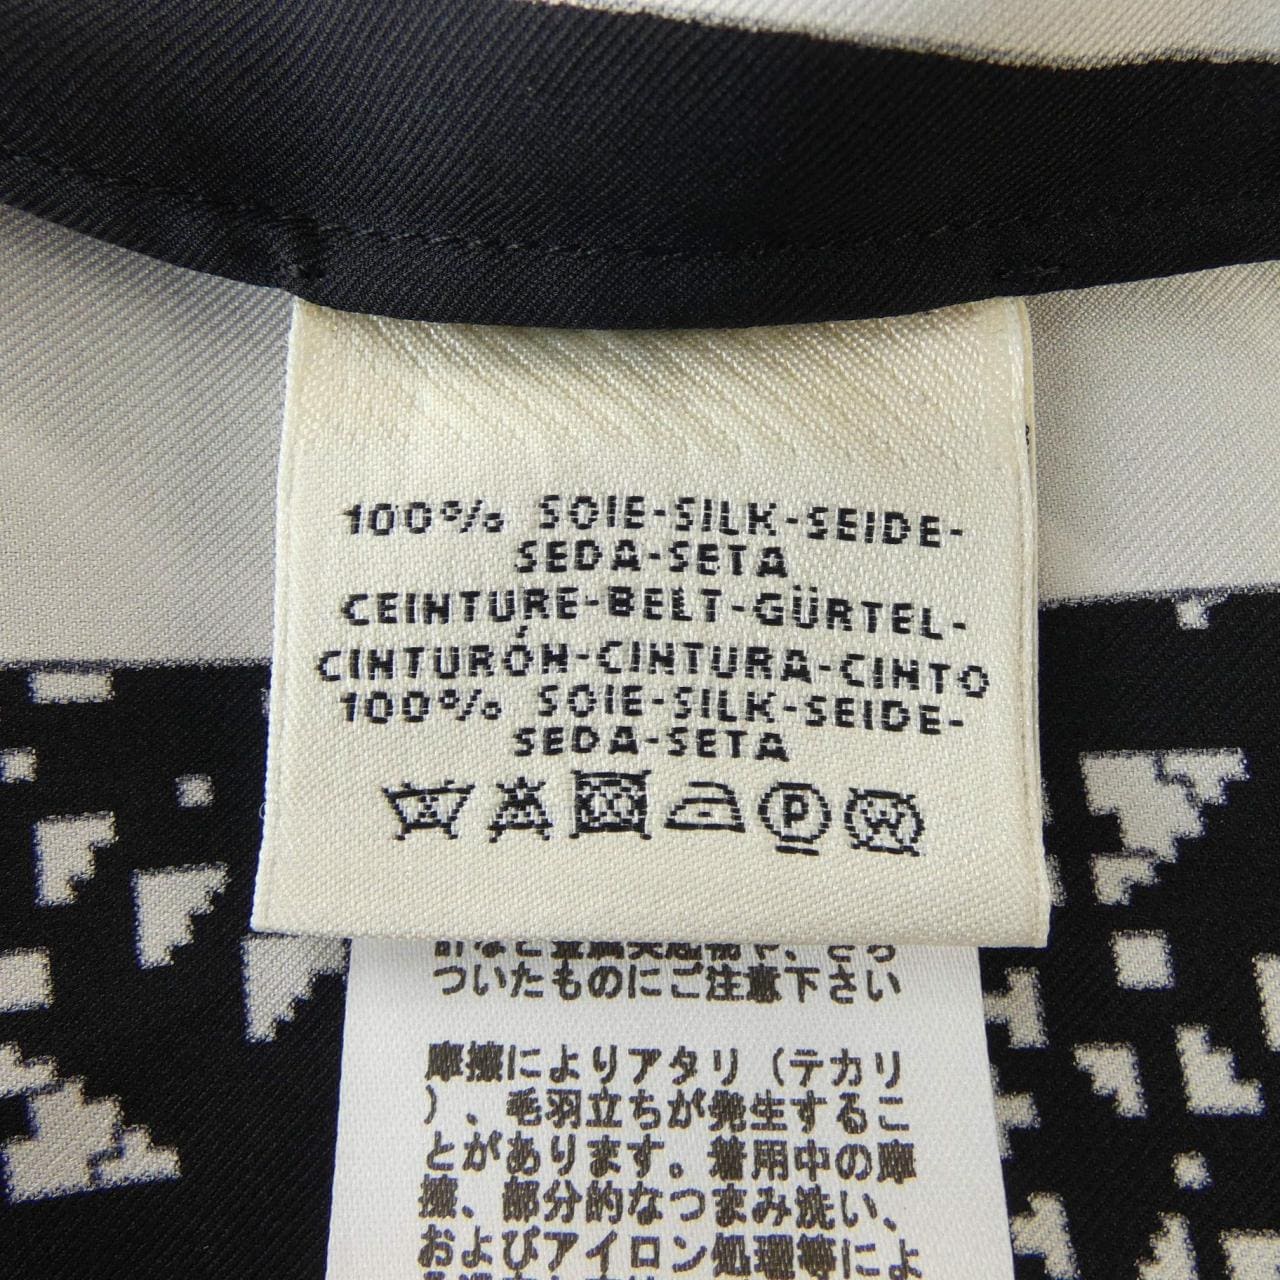 100% SOIE-SILK-SEIDE-
SEDA-SETA
CEINTURE-BELT-GÜRTEL-
CINTURÓN-CINTURA-CINTO
100% SOIE-SILK-SEIDE-
SEDA-SETA
P W
ついたものにご注意下さい
摩擦によりアタリ（テカリ
）、毛羽立ちが発生するこ
とがあります。着用中の摩
擦、部分的なつまみ洗い、
およびアイロン処理等によ